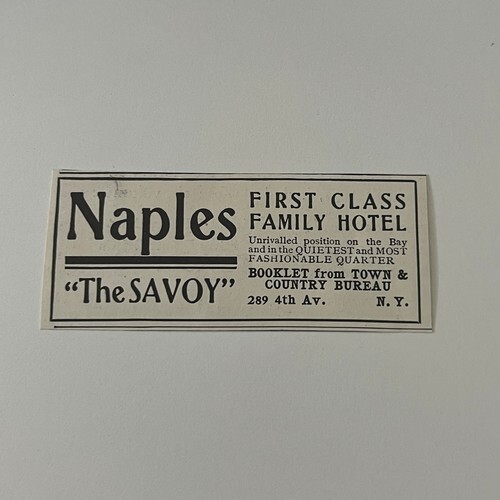 Naples
"The SAVOY"
FIRST CLASS
FAMILY HOTEL
Unrivalled position on the Bay
and in the QUIETEST and MOST
FASHIONABLE QUARTER
BOOKLET from TOWN &
COUNTRY BUREAU
289 4th Av. N. Y.